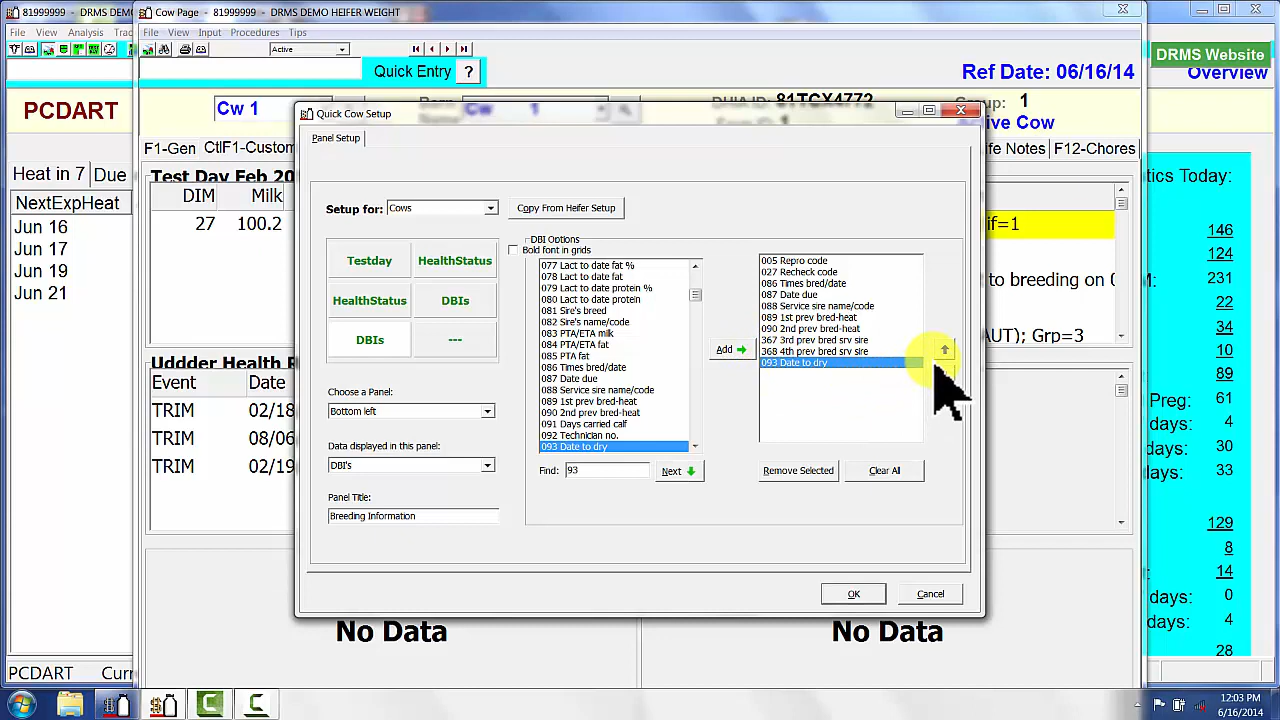 81999999 - DRMS DEMO
Cow Page - 81999999 - DRMS DEMO HEIFER WEIGHT
File View Analysis
File View Input Procedures Tips
Active
Quick Entry ?
DRMS Website
Ref Date: 06/16/14
Overview
PCDART
Cw 1
Cw 1
Name
DHIA ID: 81TGX4772
Group: 1
Active Cow
Quick Cow Setup
Panel Setup
Heat in 7 Due
NextExpHeat
Jun 16
Jun 17
Jun 19
Jun 21
F1-Gen CtlF1-Custom
fe Notes F12-Chores
Test Day Feb 20
DIM Milk
27 100.2
Uddder Health R
Event Date
TRIM 02/18
TRIM 08/06
TRIM 02/19
Setup for: Cows
Copy From Heifer Setup
Testday HealthStatus
HealthStatus DBIs
DBIs ---
Choose a Panel:
Bottom left
Data displayed in this panel:
DBI's
Panel Title:
Breeding Information
DBI Options
Bold font in grids
077 Lact to date fat %
078 Lact to date fat
079 Lact to date protein %
080 Lact to date protein
081 Sire's breed
082 Sire's name/code
083 PTA/ETA milk
084 PTA/ETA fat
085 PTA fat
086 Times bred/date
087 Date due
088 Service sire name/code
089 1st prev bred-heat
090 2nd prev bred-heat
091 Days carried calf
092 Technician no.
093 Date to dry
Find: 93
Next
Add
005 Repro code
027 Recheck code
086 Times bred/date
087 Date due
088 Service sire name/code
089 1st prev bred-heat
090 2nd prev bred-heat
367 3rd prev bred srv sire
368 4th prev bred srv sire
093 Date to dry
Remove Selected
Clear All
OK
Cancel
if=1
to breeding on 0
AUT); Grp=3
tics Today:
146
124
M: 231
22
34
10
89
Preg: 61
days: 4
days: 30
days: 33
129
8
14
days: 0
days: 4
28
No Data
No Data
PCDART Curr
12:03 PM
6/16/2014